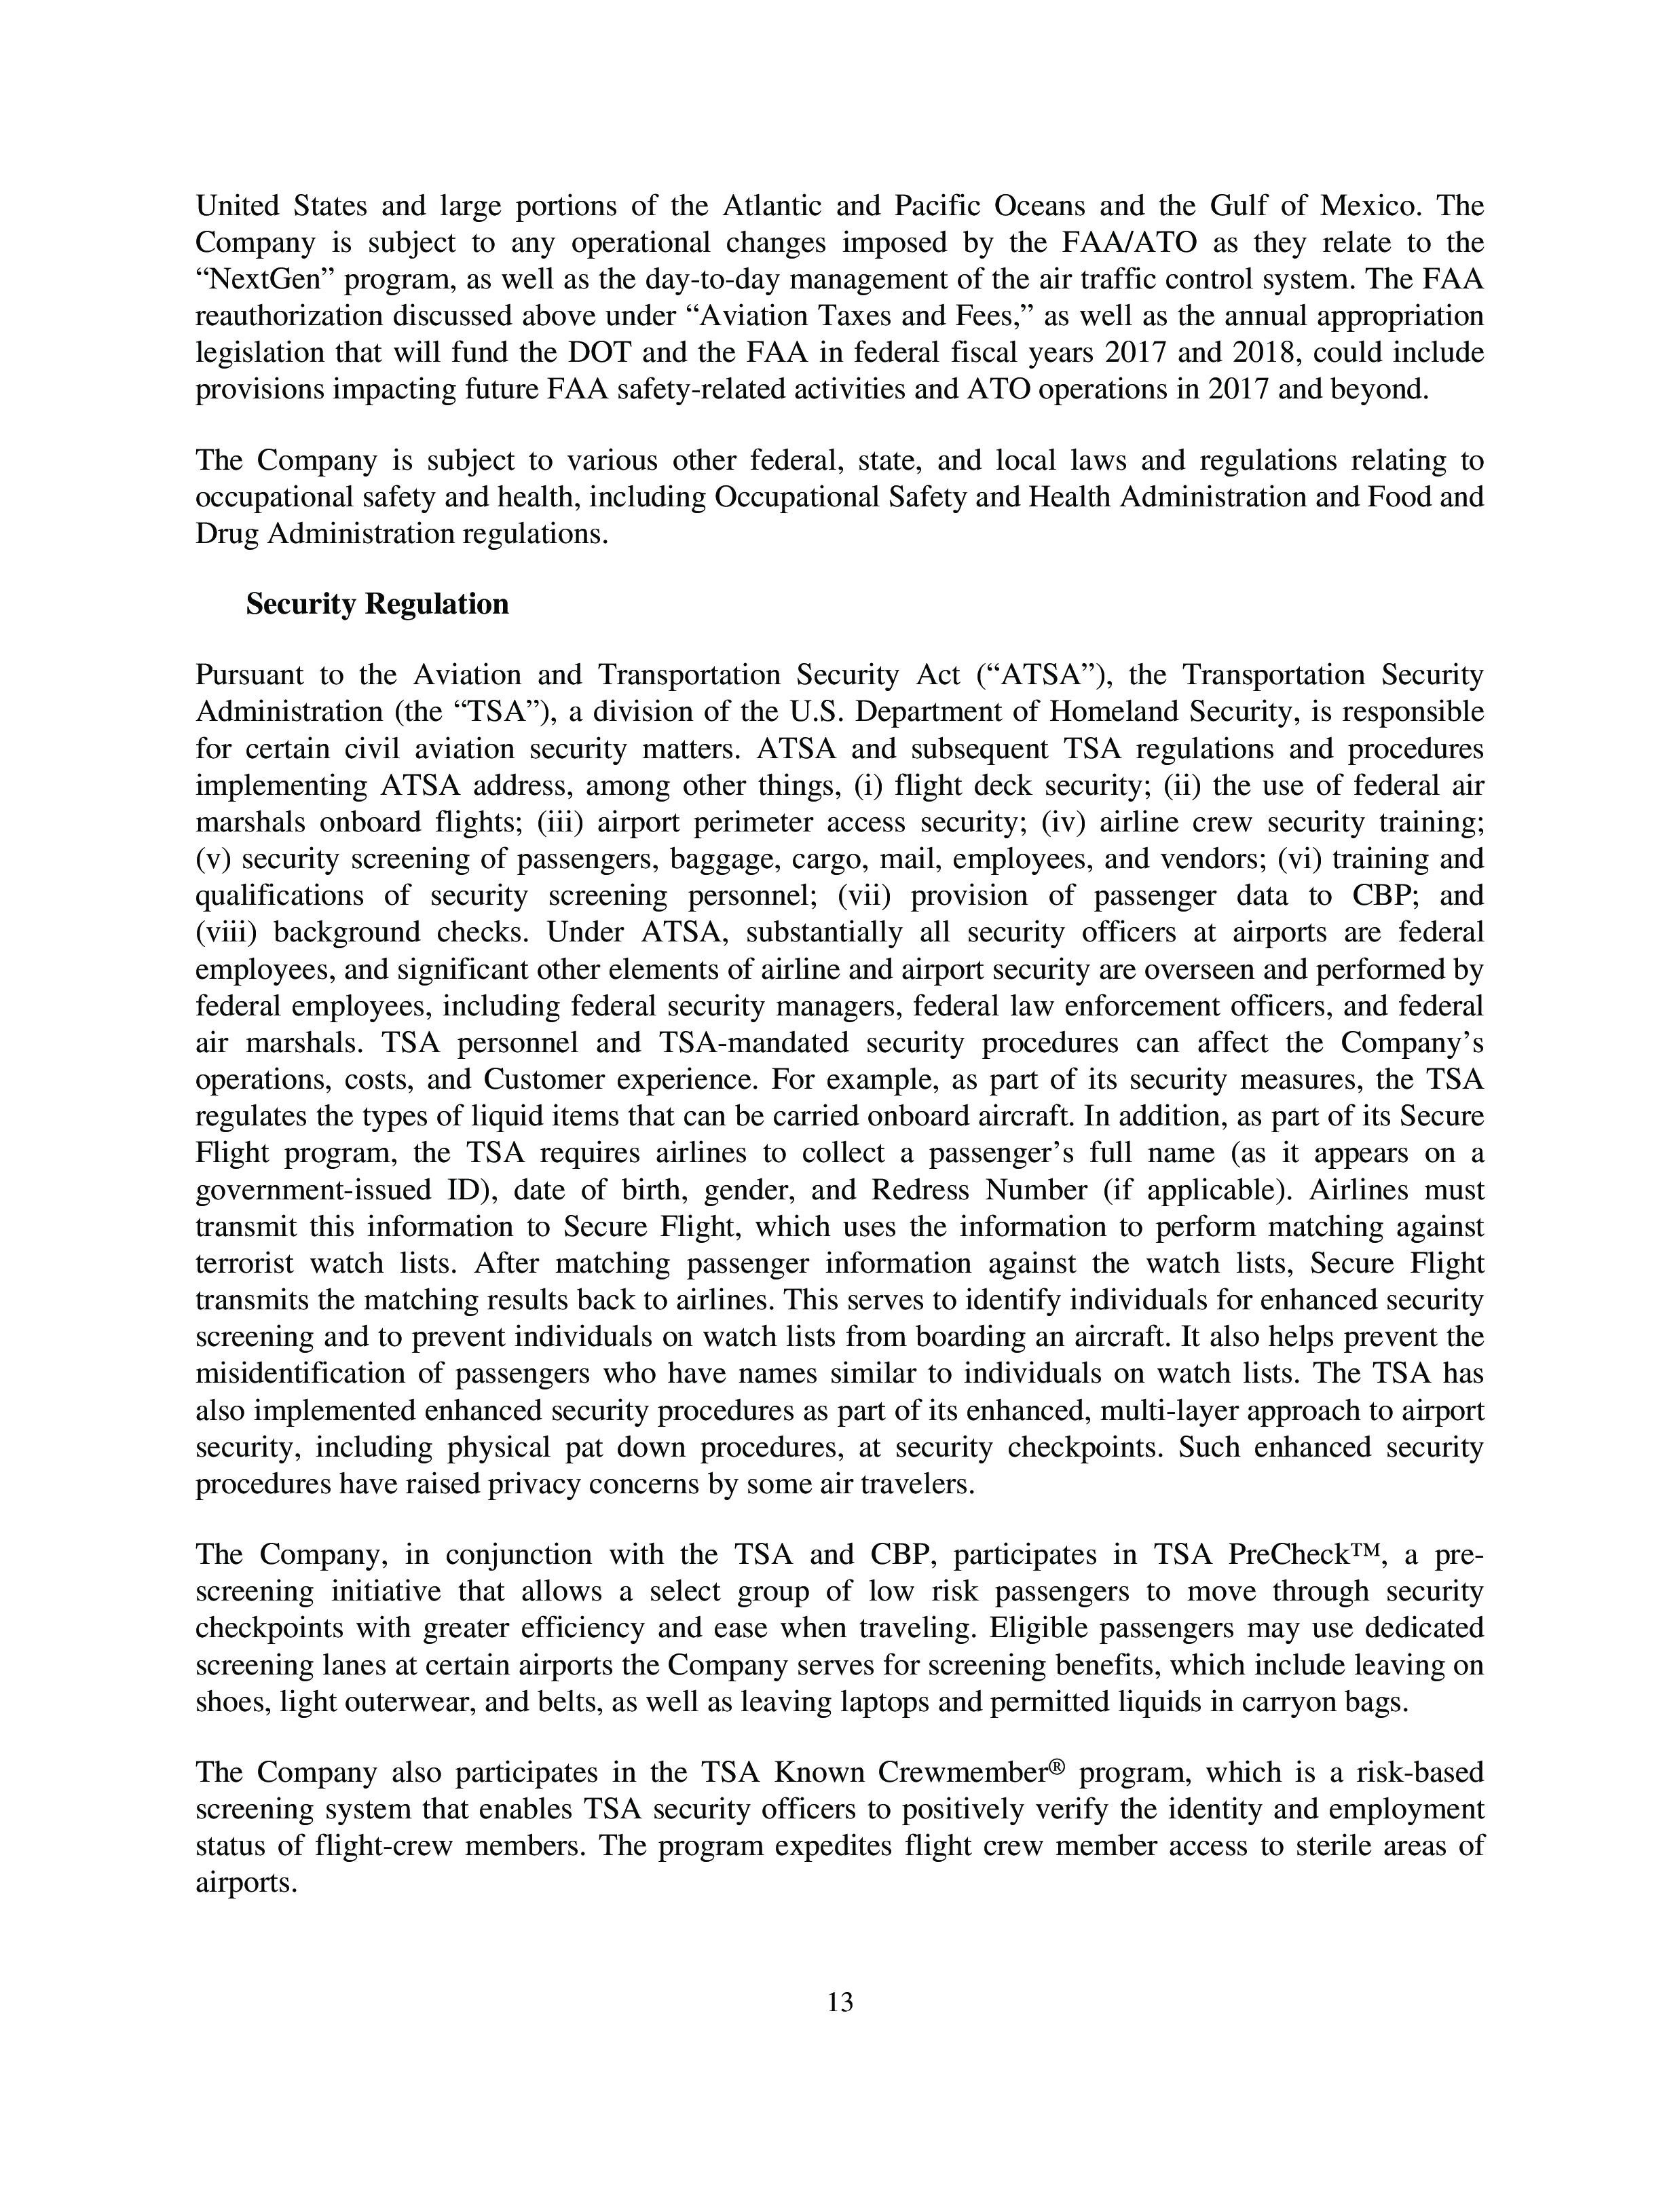 United States and large portions of the Atlantic and Pacific Oceans and the Gulf of Mexico. The
Company is subject to any operational changes imposed by the FAA/ATO as they relate to the
“NextGen” program, as well as the day-to-day management of the air traffic control system. The FAA
reauthorization discussed above under “Aviation Taxes and Fees,” as well as the annual appropriation
legislation that will fund the DOT and the FAA in federal fiscal years 2017 and 2018, could include
provisions impacting future FAA safety-related activities and ATO operations in 2017 and beyond.
The Company is subject to various other federal, state, and local laws and regulations relating to
occupational safety and health, including Occupational Safety and Health Administration and Food and
Drug Administration regulations.
Security Regulation
Pursuant to the Aviation and Transportation Security Act (“ATSA”), the Transportation Security
Administration (the “TSA”), a division of the U.S. Department of Homeland Security, is responsible
for certain civil aviation security matters. ATSA and subsequent TSA regulations and procedures
implementing ATSA address, among other things, (i) flight deck security; (ii) the use of federal air
marshals onboard flights; (iii) airport perimeter access security; (iv) airline crew security training;
(v) security screening of passengers, baggage, cargo, mail, employees, and vendors; (vi) training and
qualifications of security screening personnel; (vii) provision of passenger data to CBP; and
(viii) background checks. Under ATSA, substantially all security officers at airports are federal
employees, and significant other elements of airline and airport security are overseen and performed by
federal employees, including federal security managers, federal law enforcement officers, and federal
air marshals. TSA personnel and TSA-mandated security procedures can affect the Company’s
operations, costs, and Customer experience. For example, as part of its security measures, the TSA
regulates the types of liquid items that can be carried onboard aircraft. In addition, as part of its Secure
Flight program, the TSA requires airlines to collect a passenger’s full name (as it appears on a
government-issued ID), date of birth, gender, and Redress Number (if applicable). Airlines must
transmit this information to Secure Flight, which uses the information to perform matching against
terrorist watch lists. After matching passenger information against the watch lists, Secure Flight
transmits the matching results back to airlines. This serves to identify individuals for enhanced security
screening and to prevent individuals on watch lists from boarding an aircraft. It also helps prevent the
misidentification of passengers who have names similar to individuals on watch lists. The TSA has
also implemented enhanced security procedures as part of its enhanced, multi-layer approach to airport
security, including physical pat down procedures, at security checkpoints. Such enhanced security
procedures have raised privacy concerns by some air travelers.
The Company, in conjunction with the TSA and CBP, participates in TSA PreCheck™, a pre-
screening initiative that allows a select group of low risk passengers to move through security
checkpoints with greater efficiency and ease when traveling. Eligible passengers may use dedicated
screening lanes at certain airports the Company serves for screening benefits, which include leaving on
shoes, light outerwear, and belts, as well as leaving laptops and permitted liquids in carryon bags.
The Company also participates in the TSA Known Crewmember® program, which is a risk-based
screening system that enables TSA security officers to positively verify the identity and employment
status of flight-crew members. The program expedites flight crew member access to sterile areas of
airports.
13